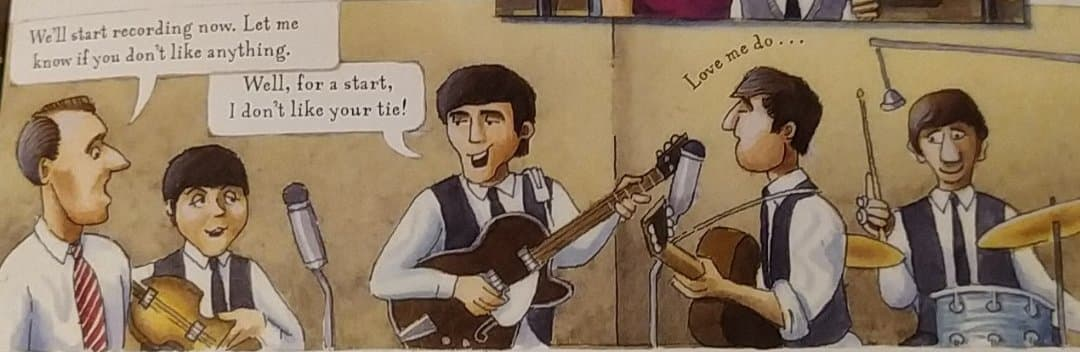 We'll start recording now. Let me
know if you don't like anything.
Well, for a start,
I don't like your tie!
Love me do . . .